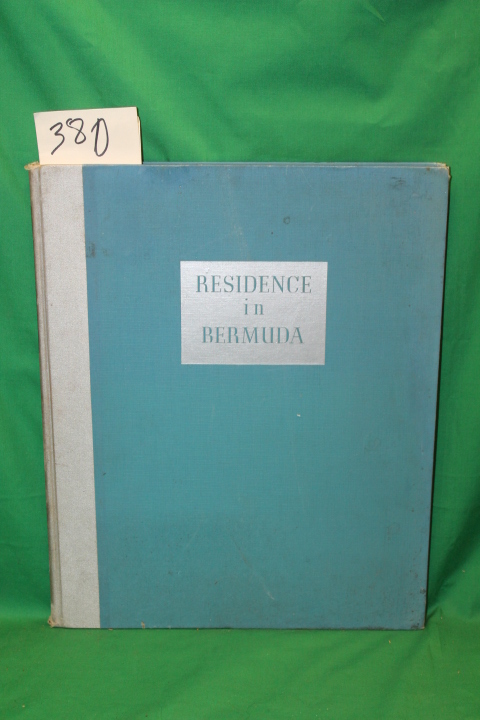 380
RESIDENCE
in
BERMUDA